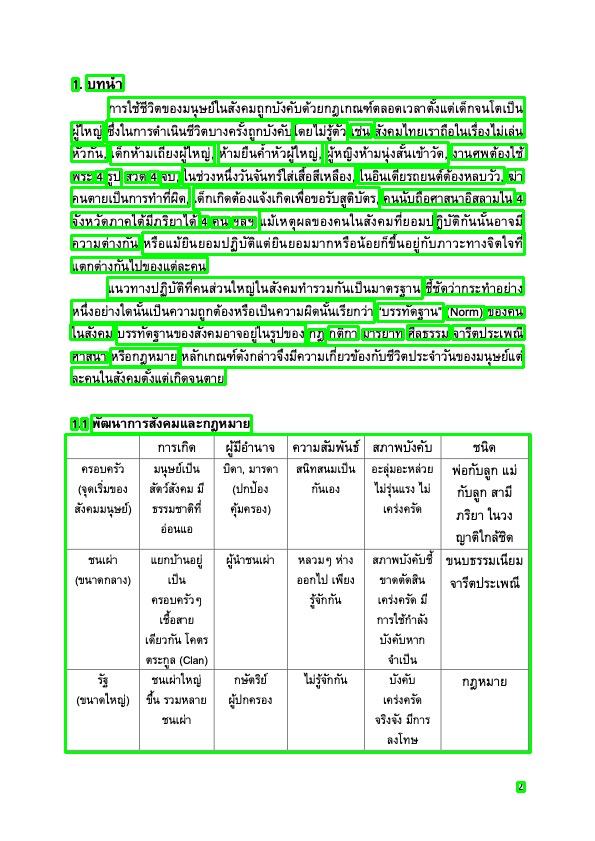 1. บทนำ
การใช้ชีวิตของมนุษย์ในสังคมถูกบังคับด้วยกฎเกณฑ์ตลอดเวลาตั้งแต่เด็กจนโตเป็น
ผู้ใหญ่ ซึ่งในการดำเนินชีวิตบางครั้งถูกบังคับโดยไม่รู้ตัว เช่น สังคมไทยเราถือในเรื่องไม่เล่น
หัวกัน, เด็กห้ามเถียงผู้ใหญ่, ห้ามยืนค้ำหัวผู้ใหญ่, ผู้หญิงห้ามนุ่งสั้นเข้าวัด, งานศพต้องใช้
พระ 4 รูป สวด 4 จบ, ในช่วงหนึ่งวันจันทร์ใส่เสื้อสีเหลือง, ในอินเดียรถยนต์ต้องหลบวัว, ฆ่า
คนตายเป็นการทำที่ผิด, เด็กเกิดต้องแจ้งเกิดเพื่อขอรับสูติบัตร, คนนับถือศาสนาอิสลามใน 4
จังหวัดภาคใต้มีภริยาได้ 4 คน ฯลฯ แม้เหตุผลของคนในสังคมที่ยอมปฏิบัติกันนั้นอาจมี
ความต่างกัน หรือแม้ยินยอมปฏิบัติแต่ยินยอมมากหรือน้อยก็ขึ้นอยู่กับภาวะทางจิตใจที่
แตกต่างกันไปของแต่ละคน
แนวทางปฏิบัติที่คนส่วนใหญ่ในสังคมทำรวมกันเป็นมาตรฐาน ชี้ชัดว่ากระทำอย่าง
หนึ่งอย่างใดนั้นเป็นความถูกต้องหรือเป็นความผิดนั้นเรียกว่า "บรรทัดฐาน" (Norm) ของคน
ในสังคม บรรทัดฐานของสังคมอาจอยู่ในรูปของ กฎ กติกา มารยาท ศีลธรรม จารีตประเพณี
ศาสนา หรือกฎหมาย หลักเกณฑ์ดังกล่าวจึงมีความเกี่ยวข้องกับชีวิตประจำวันของมนุษย์แต่
ละคนในสังคมตั้งแต่เกิดจนตาย
1.1 พัฒนาการสังคมและกฎหมาย
การเกิด ผู้มีอำนาจ ความสัมพันธ์ สภาพบังคับ ชนิด
ครอบครัว มนุษย์เป็น บิดา, มารดา สนิทสนมเป็น อะลุ่มอะหล่วย พ่อกับลูก แม่
(จุดเริ่มของ สัตว์สังคม มี (ปกป้อง กันเอง ไม่รุ่นแรง ไม่ กับลูก สามี
สังคมมนุษย์) ธรรมชาติที่ คุ้มครอง) เคร่งครัด ภริยา ในวง
อ่อนแอ ญาติใกล้ชิด
ชนเผ่า แยกบ้านอยู่ ผู้นำชนเผ่า หลวมๆ ห่าง สภาพบังคับชี้ ขนบธรรมเนียม
(ขนาดกลาง) เป็น ออกไป เพียง ขาดตัดสิน จารีตประเพณี
ครอบครัวๆ รู้จักกัน เคร่งครัด มี
เชื้อสาย การใช้กำลัง
เดียวกัน โคตร บังคับหาก
ตระกูล (Clan) จำเป็น
รัฐ ชนเผ่าใหญ่ กษัตริย์ ไม่รู้จักกัน บังคับ กฎหมาย
(ขนาดใหญ่) ขึ้น รวมหลาย ผู้ปกครอง เคร่งครัด
ชนเผ่า จริงจัง มีการ
ลงโทษ
2